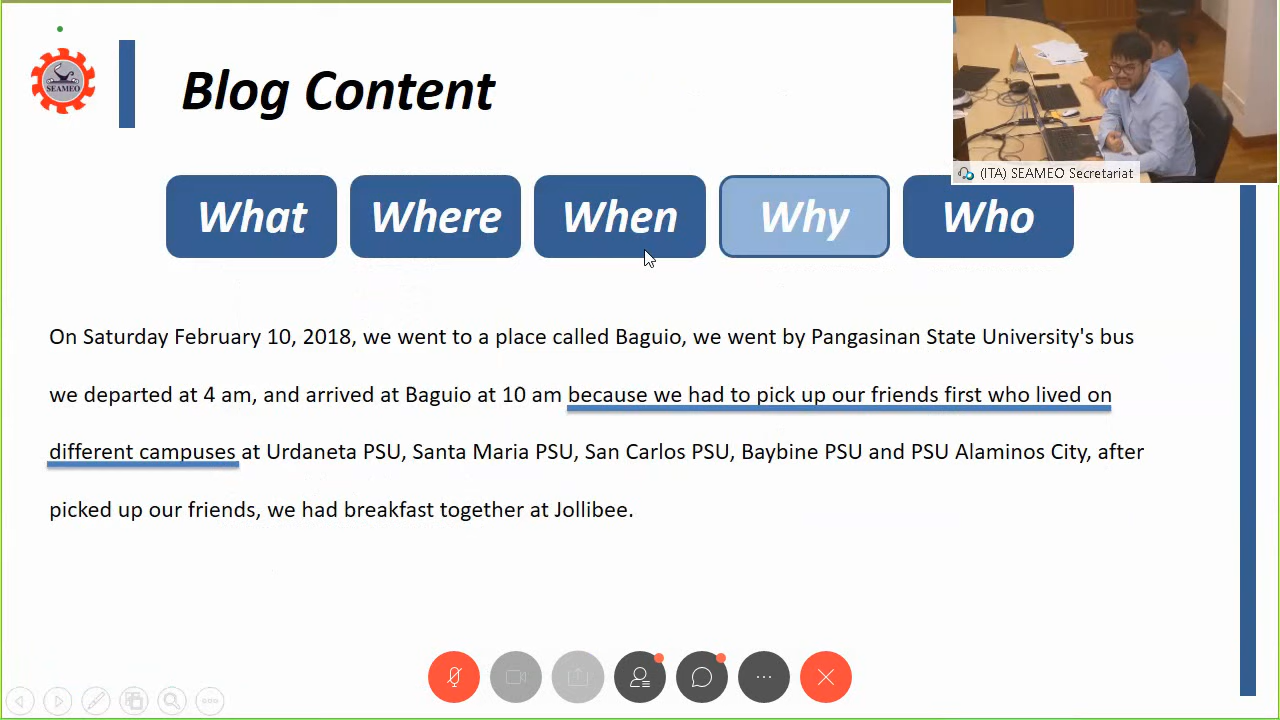 SEAMEO
Blog Content
(ITA) SEAMEO Secretariat
What Where When Why Who
On Saturday February 10, 2018, we went to a place called Baguio, we went by Pangasinan State University's bus
we departed at 4 am, and arrived at Baguio at 10 am because we had to pick up our friends first who lived on
different campuses at Urdaneta PSU, Santa Maria PSU, San Carlos PSU, Baybine PSU and PSU Alaminos City, after
picked up our friends, we had breakfast together at Jollibee.